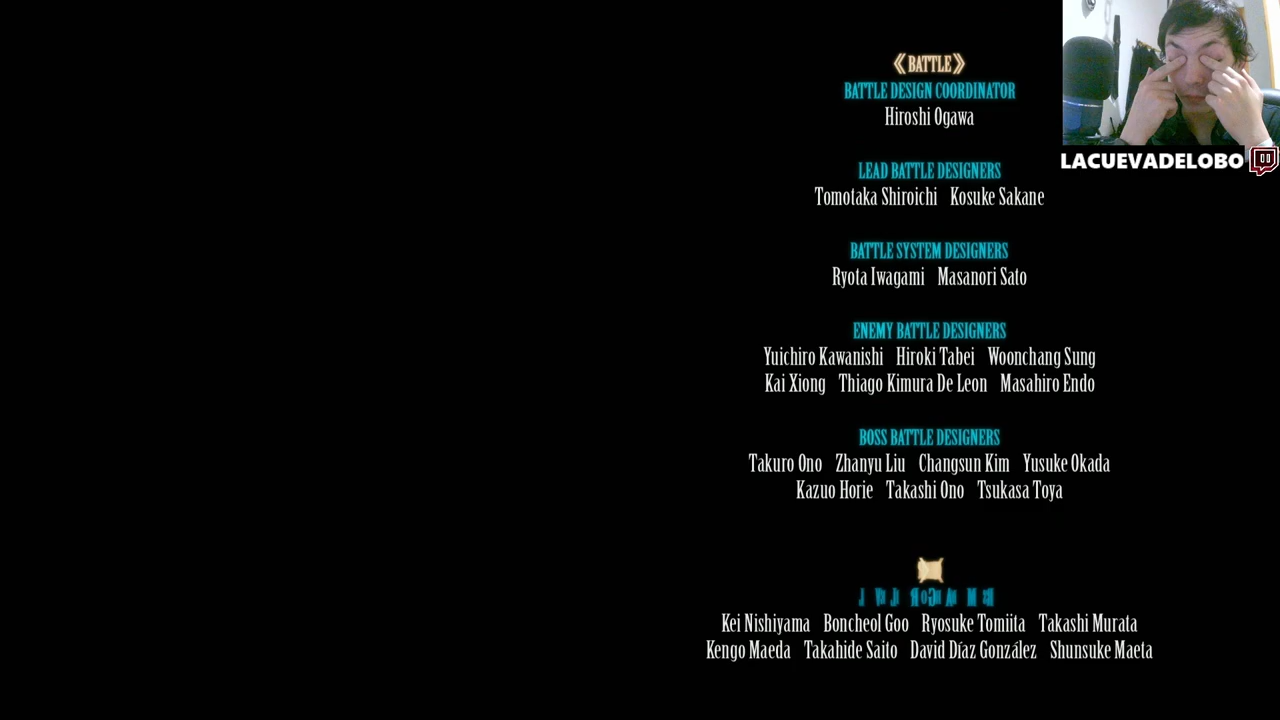 《BATTLE》
BATTLE DESIGN COORDINATOR
Hiroshi Ogawa
LEAD BATTLE DESIGNERS
Tomotaka Shiroichi Kosuke Sakane
BATTLE SYSTEM DESIGNERS
Ryota Iwagami Masanori Sato
ENEMY BATTLE DESIGNERS
Yuichiro Kawanishi Hiroki Tabei Woonchang Sung
Kai Xiong Thiago Kimura De Leon Masahiro Endo
BOSS BATTLE DESIGNERS
Takuro Ono Zhanyu Liu Changsun Kim Yusuke Okada
Kazuo Horie Takashi Ono Tsukasa Toya
Kei Nishiyama Boncheol Goo Ryosuke Tomiita Takashi Murata
Kengo Maeda Takahide Saito David Díaz González Shunsuke Maeta
LACUEVADELOBO